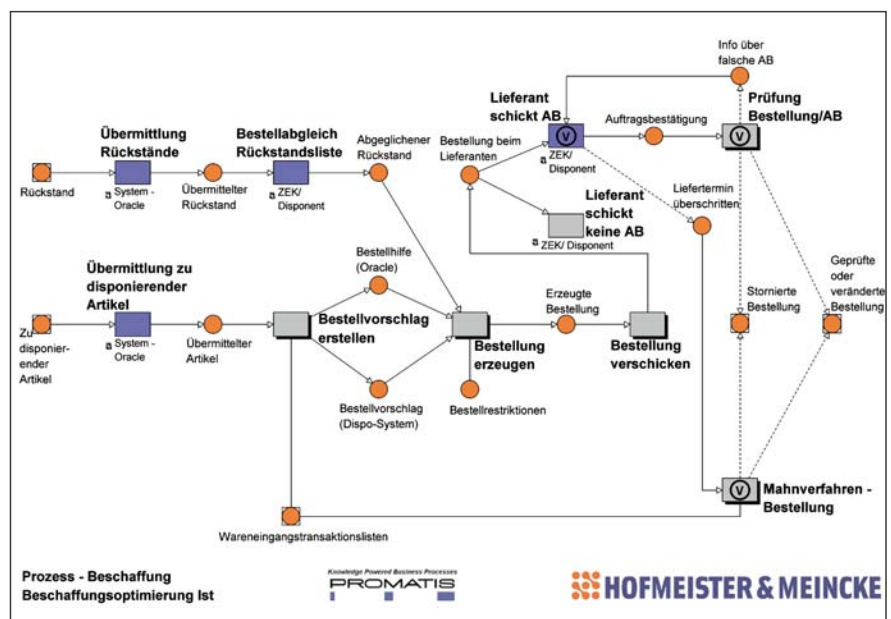 Info über
falsche AB
Lieferant
schickt AB
Auftragsbestätigung
Prüfung
Bestellung/AB
Übermittlung
Rückstände
Bestellabgleich
Rückstandsliste
Abgeglichener
Rückstand
Bestellung beim
Lieferanten
ZEK/
Disponent
Rückstand
System -
Oracle
Übermittelter
Rückstand
ZEK/
Disponent
Lieferant
schickt
keine AB
ZEK/ Disponent
Liefertermin
überschritten
Übermittlung zu
disponierender
Artikel
Bestellhilfe
(Oracle)
Erzeugte
Bestellung
Stornierte
Bestellung
Geprüfte
oder
veränderte
Bestellung
Zu
disponier-
ender
Artikel
System -
Oracle
Übermittelter
Artikel
Bestellvorschlag
erstellen
Bestellung
erzeugen
Bestellung
verschicken
Bestellvorschlag
(Dispo-System)
Bestellrestriktionen
Mahnverfahren -
Bestellung
Wareneingangstransaktionslisten
Prozess - Beschaffung
Beschaffungsoptimierung Ist
Knowledge Powered Business Processes
PROMATIS
HOFMEISTER & MEINCKE
V
V
V